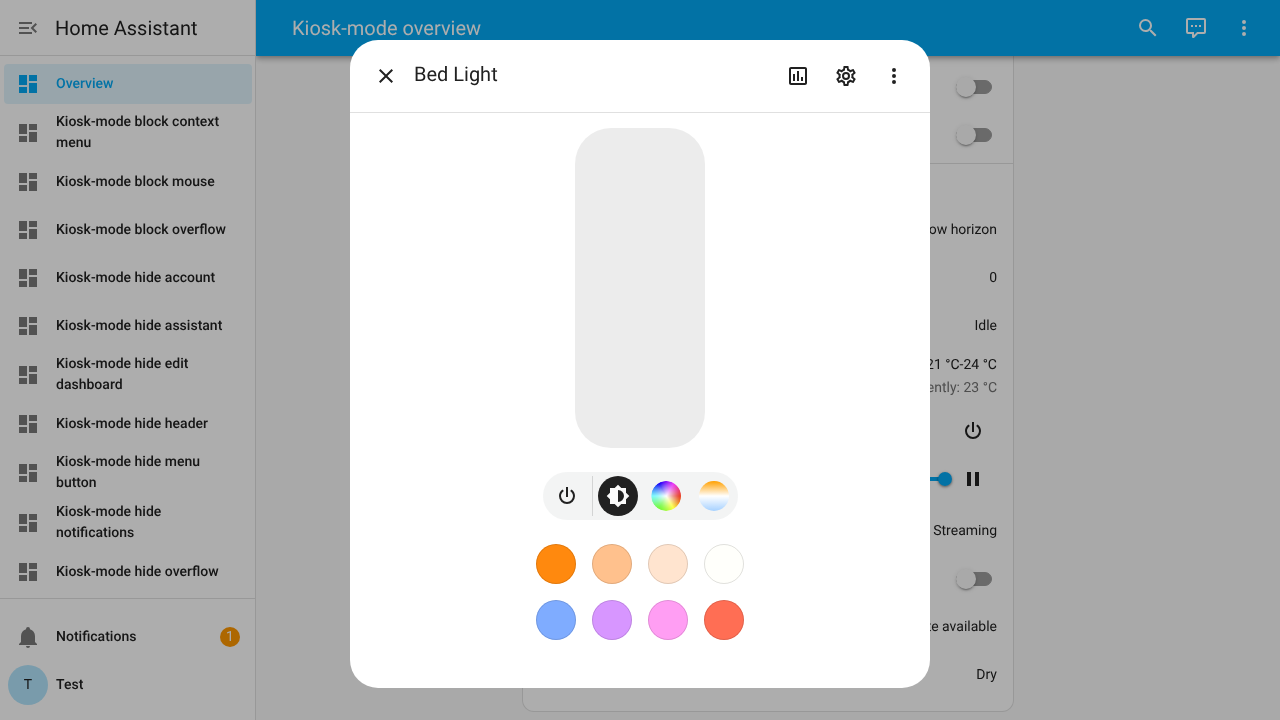 Home Assistant
Kiosk-mode overview
Overview
Kiosk-mode block context
menu
Kiosk-mode block mouse
Kiosk-mode block overflow
Kiosk-mode hide account
Kiosk-mode hide assistant
Kiosk-mode hide edit
dashboard
Kiosk-mode hide header
Kiosk-mode hide menu
button
Kiosk-mode hide
notifications
Kiosk-mode hide overflow
Notifications
1
T
Test
Bed Light
horizon
0
Idle
21 °C-24 °C
23 °C
Streaming
available
Dry